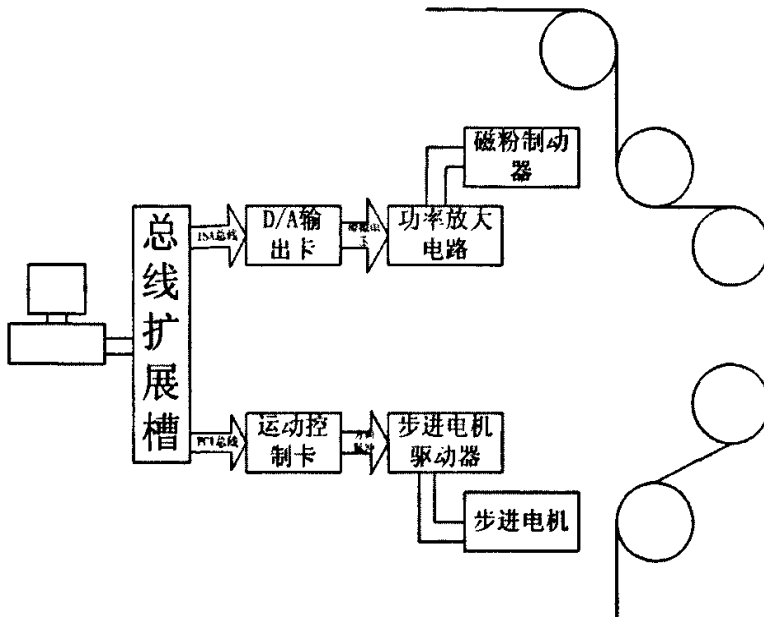 磁粉制动
器
总
线
扩
展
槽
ISA总线
D/A输
出卡
功率放大
电路
PCI总线
运动控
制卡
步进电机
驱动器
步进电机